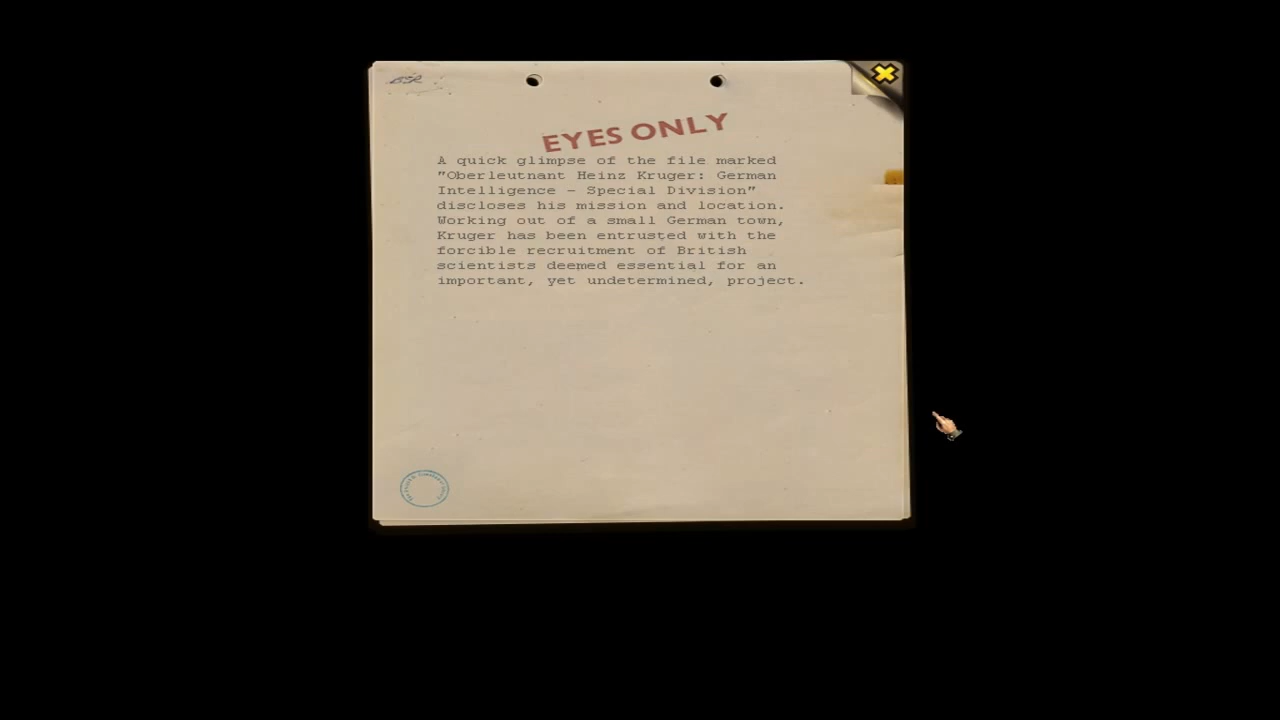 EYES ONLY
A quick glimpse of the file marked
"Oberleutnant Heinz Kruger: German
Intelligence - Special Division"
discloses his mission and location.
Working out of a small German town,
Kruger has been entrusted with the
forcible recruitment of British
scientists deemed essential for an
important, yet undetermined, project.